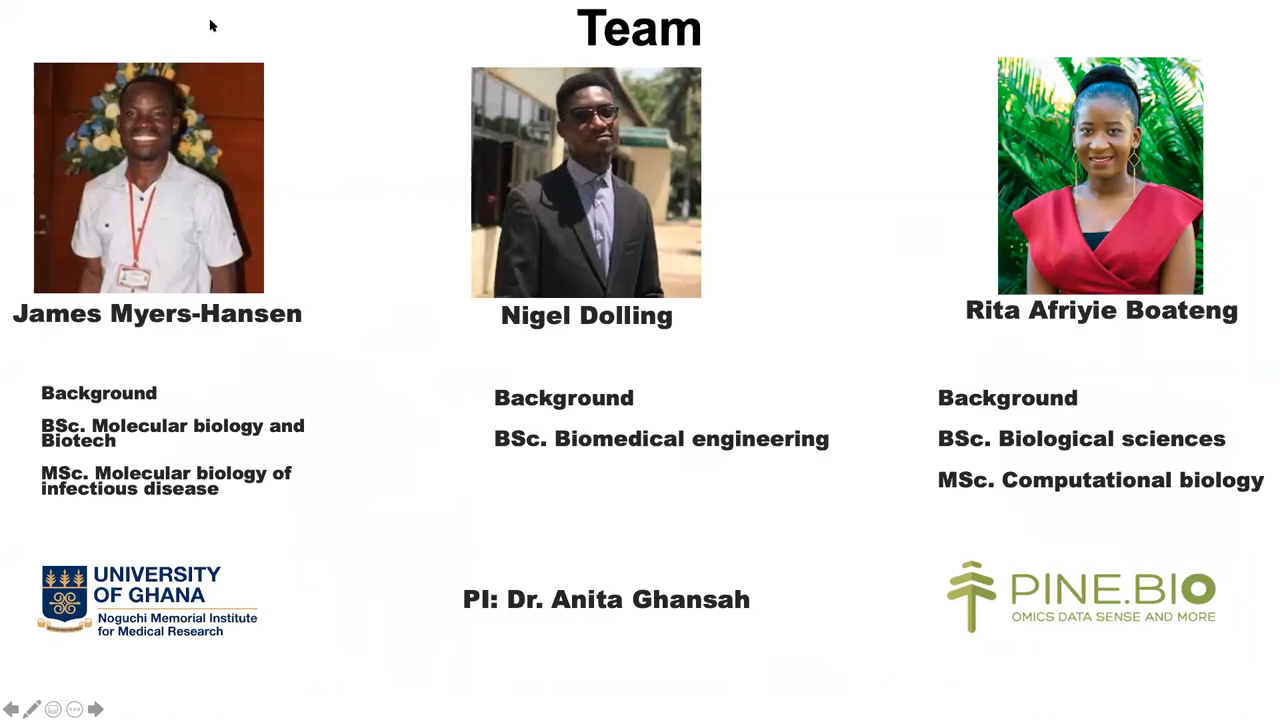 Team
James Myers-Hansen
Nigel Dolling
Rita Afriyie Boateng
Background
BSc. Molecular biology and
Biotech
MSc. Molecular biology of
infectious disease
Background
BSc. Biomedical engineering
Background
BSc. Biological sciences
MSc. Computational biology
UNIVERSITY
OF GHANA
Noguchi Memorial Institute
for Medical Research
PI: Dr. Anita Ghansah
PINE.BIO
OMICS DATA SENSE AND MORE